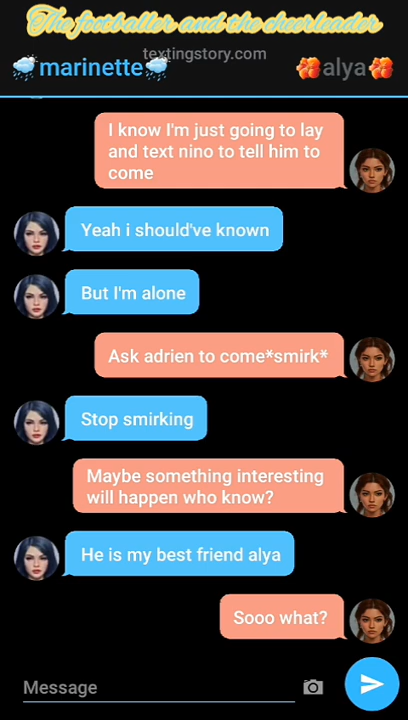 The footballer and the cheerleader
textingstory.com
🌨️marinette🌨️ 🌺alya🌺
I know I'm just going to lay
and text nino to tell him to
come
Yeah i should've known
But I'm alone
Ask adrien to come*smirk*
Stop smirking
Maybe something interesting
will happen who know?
He is my best friend alya
Sooo what?
Message